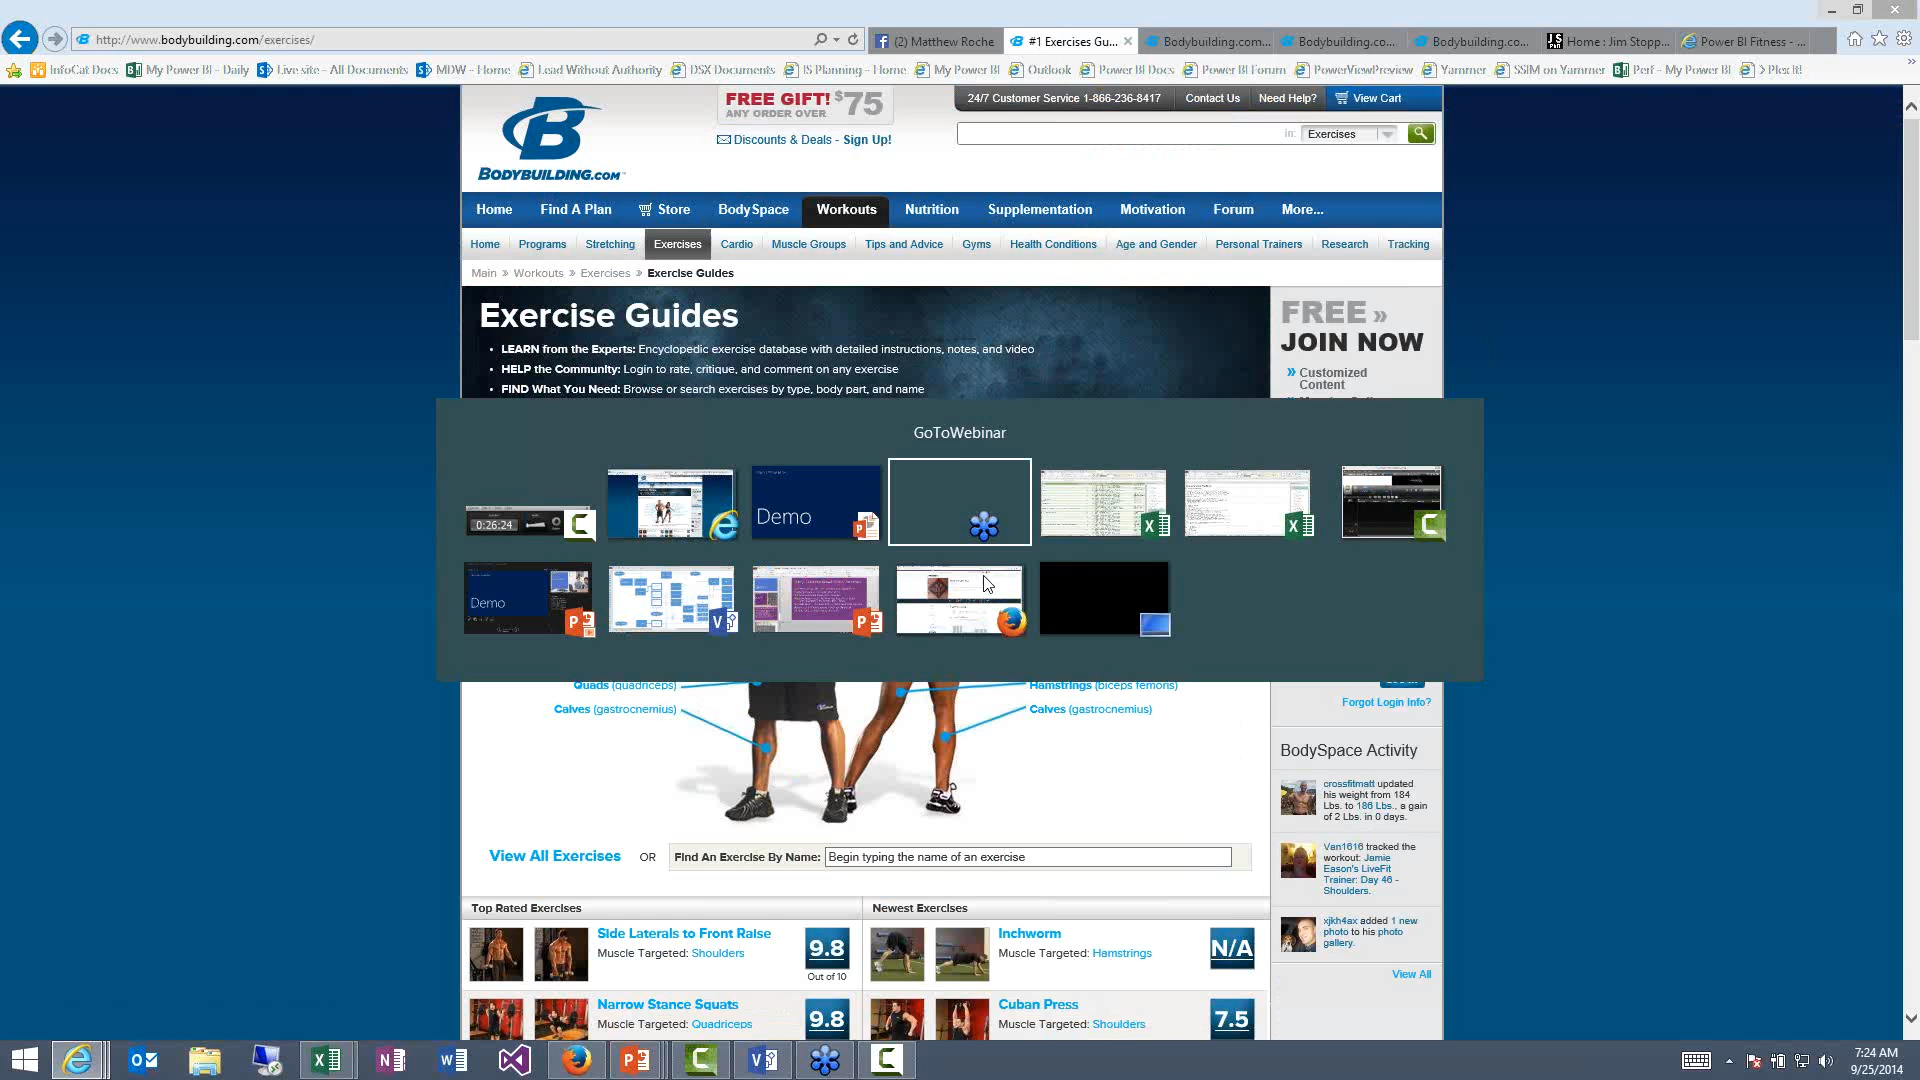 http://www.bodybuilding.com/exercises/
(2) Matthew Roche
#1 Exercises Gu...
Bodybuilding.com...
Bodybuilding.co...
Bodybuilding.co...
Home : Jim Stopp...
Power BI Fitness - ...
InfoCat Docs
My Power BI - Daily
Live site - All Documents
MDW - Home
Lead Without Authority
DSX Documents
IS Planning - Home
My Power BI
Outlook
Power BI Docs
Power BI Forum
PowerViewPreview
Yammer
SSIM on Yammer
Perf - My Power BI
> Plex It!
BODYBUILDING.COM
FREE GIFT! $75
ANY ORDER OVER
Discounts & Deals - Sign Up!
24/7 Customer Service 1-866-236-8417
Contact Us
Need Help?
View Cart
in: Exercises
Home Find A Plan Store BodySpace Workouts Nutrition Supplementation Motivation Forum More...
Home Programs Stretching Exercises Cardio Muscle Groups Tips and Advice Gyms Health Conditions Age and Gender Personal Trainers Research Tracking
Main » Workouts » Exercises » Exercise Guides
Exercise Guides
• LEARN from the Experts: Encyclopedic exercise database with detailed instructions, notes, and video
• HELP the Community: Login to rate, critique, and comment on any exercise
• FIND What You Need: Browse or search exercises by type, body part, and name
FREE »
JOIN NOW
» Customized
Content
GoToWebinar
0:26:24
Demo
Demo
Quads (quadriceps)
Hamstrings (biceps femoris)
Calves (gastrocnemius)
Calves (gastrocnemius)
Forgot Login Info?
BodySpace Activity
crossfitmatt updated
his weight from 184
Lbs. to 186 Lbs., a gain
of 2 Lbs. in 0 days.
Van1616 tracked the
workout: Jamie
Eason's LiveFit
Trainer: Day 46 -
Shoulders.
xjkh4ax added 1 new
photo to his photo
gallery.
View All
View All Exercises OR Find An Exercise By Name: Begin typing the name of an exercise
Top Rated Exercises
Side Laterals to Front Raise
Muscle Targeted: Shoulders
9.8
Out of 10
Narrow Stance Squats
Muscle Targeted: Quadriceps
9.8
Newest Exercises
Inchworm
Muscle Targeted: Hamstrings
N/A
Cuban Press
Muscle Targeted: Shoulders
7.5
7:24 AM
9/25/2014